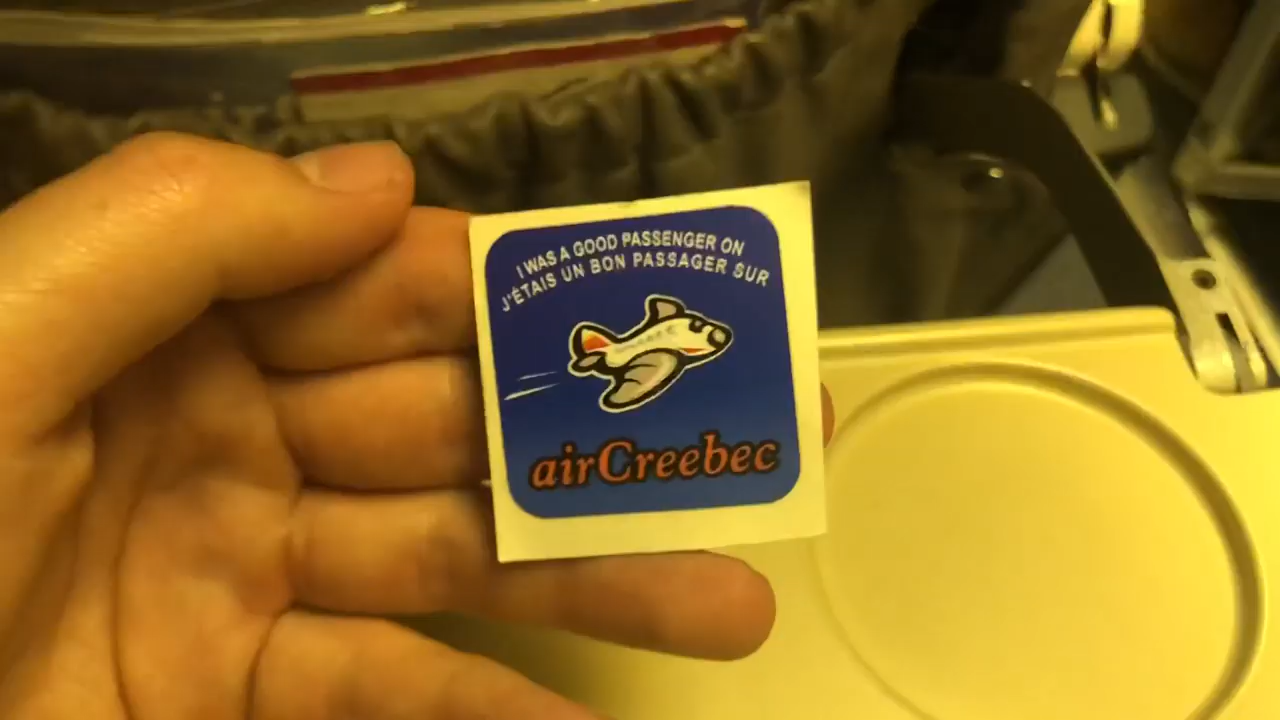 I WAS A GOOD PASSENGER ON
J'ÉTAIS UN BON PASSAGER SUR
airCreebec